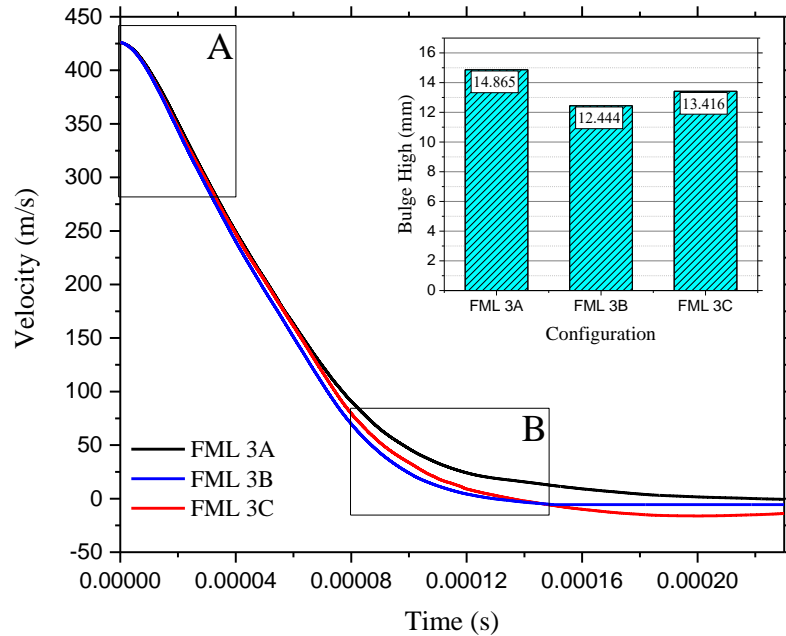 450
400
350
300
250
200
150
100
50
0
-50
Velocity (m/s)
A
B
FML 3A
FML 3B
FML 3C
0.00000
0.00004
0.00008
0.00012
0.00016
0.00020
Time (s)
16
14
12
10
8
6
4
2
0
Bulge High (mm)
14.865
12.444
13.416
FML 3A
FML 3B
FML 3C
Configuration